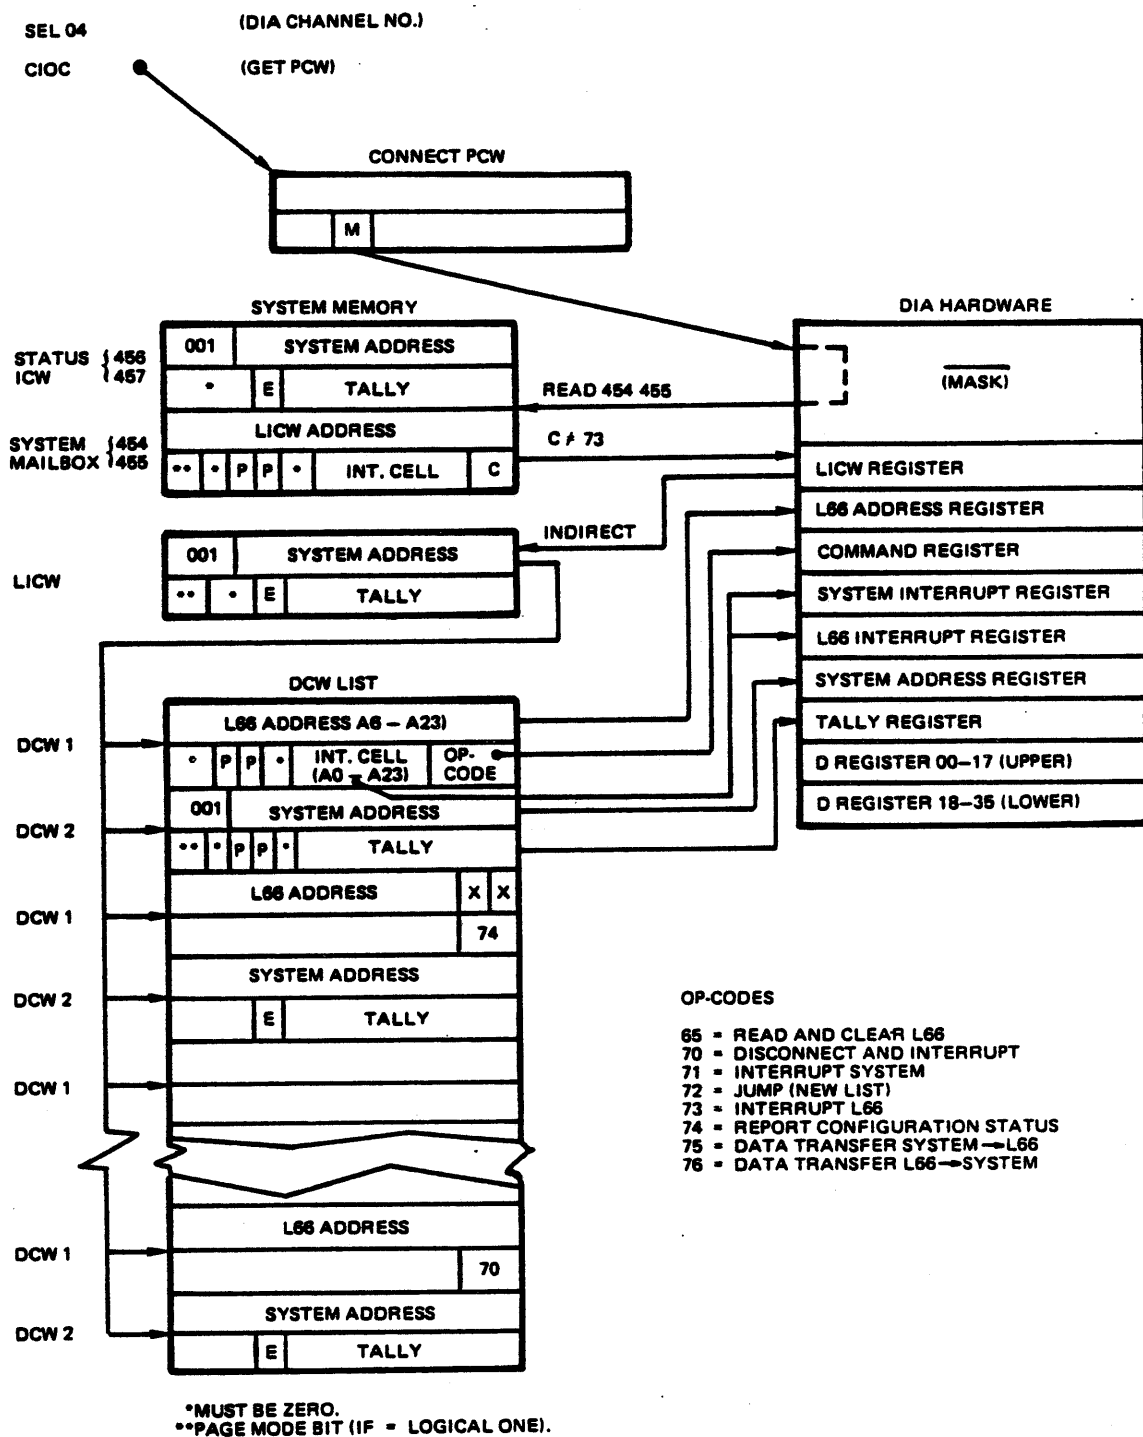 SEL 04 (DIA CHANNEL NO.)
CIOC (GET PCW)
CONNECT PCW
M
SYSTEM MEMORY
STATUS 456
ICW 457
001 SYSTEM ADDRESS
* E TALLY
SYSTEM 454
MAILBOX 455
LICW ADDRESS
** * P P * INT. CELL C
READ 454 455
C ≠ 73
LICW
001 SYSTEM ADDRESS
** * E TALLY
INDIRECT
DIA HARDWARE
(MASK)
LICW REGISTER
L66 ADDRESS REGISTER
COMMAND REGISTER
SYSTEM INTERRUPT REGISTER
L66 INTERRUPT REGISTER
SYSTEM ADDRESS REGISTER
TALLY REGISTER
D REGISTER 00-17 (UPPER)
D REGISTER 18-35 (LOWER)
DCW LIST
DCW 1
L66 ADDRESS A6 – A23)
* P P * INT. CELL (A0 – A23) OP-CODE
DCW 2
001 SYSTEM ADDRESS
** * P P * TALLY
DCW 1
L66 ADDRESS X X
74
DCW 2
SYSTEM ADDRESS
E TALLY
DCW 1
DCW 1
L66 ADDRESS
70
DCW 2
SYSTEM ADDRESS
E TALLY
OP-CODES
65 = READ AND CLEAR L66
70 = DISCONNECT AND INTERRUPT
71 = INTERRUPT SYSTEM
72 = JUMP (NEW LIST)
73 = INTERRUPT L66
74 = REPORT CONFIGURATION STATUS
75 = DATA TRANSFER SYSTEM→L66
76 = DATA TRANSFER L66→SYSTEM
*MUST BE ZERO.
**PAGE MODE BIT (IF = LOGICAL ONE).